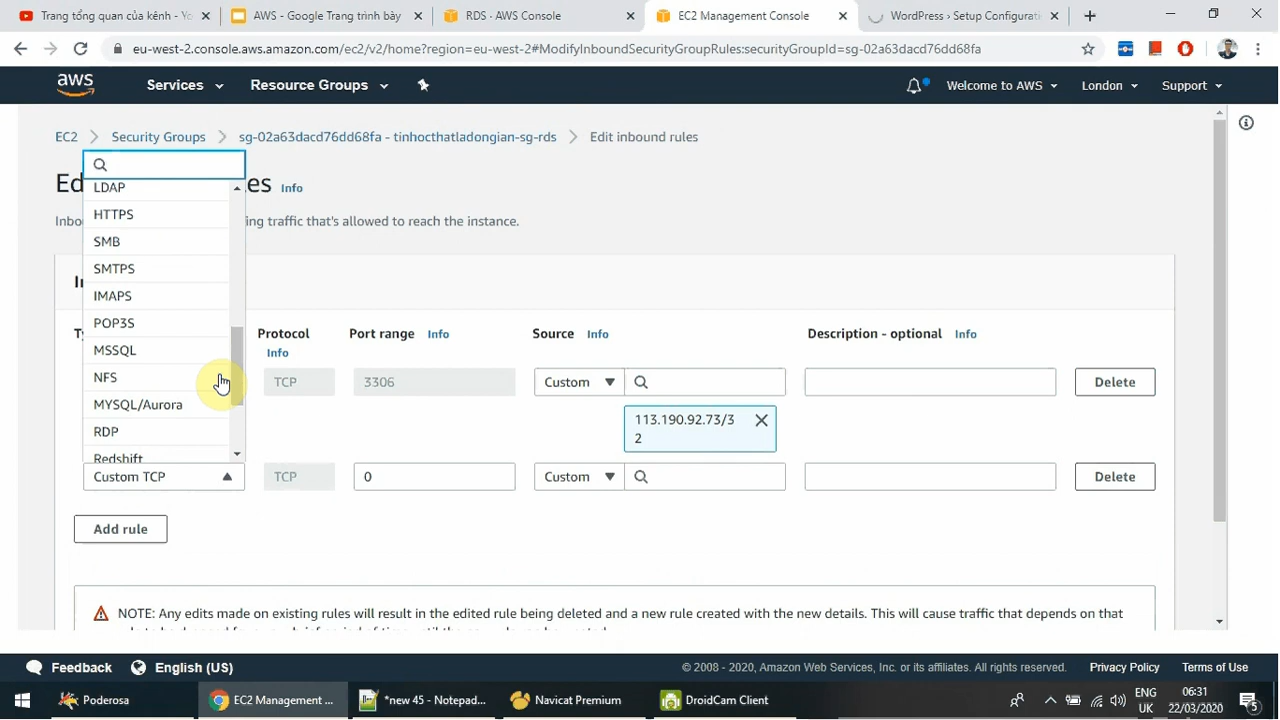 Trang tổng quan của kênh - Yo
AWS - Google Trang trình bày
RDS - AWS Console
EC2 Management Console
WordPress › Setup Configurati
eu-west-2.console.aws.amazon.com/ec2/v2/home?region=eu-west-2#ModifyInboundSecurityGroupRules:securityGroupId=sg-02a63dacd76dd68fa
aws Services Resource Groups Welcome to AWS London Support
EC2 Security Groups sg-02a63dacd76dd68fa - tinhocthatladongian-sg-rds Edit inbound rules
Ed es Info
Inbo ing traffic that's allowed to reach the instance.
LDAP
HTTPS
SMB
SMTPS
IMAPS
POP3S
MSSQL
NFS
MYSQL/Aurora
RDP
Redshift
Protocol Info
Port range Info
Source Info
Description - optional Info
TCP 3306 Custom Delete
113.190.92.73/3
2
Custom TCP TCP 0 Custom Delete
Add rule
NOTE: Any edits made on existing rules will result in the edited rule being deleted and a new rule created with the new details. This will cause traffic that depends on that
Feedback English (US) © 2008 - 2020, Amazon Web Services, Inc. or its affiliates. All rights reserved. Privacy Policy Terms of Use
Poderosa
EC2 Management ...
*new 45 - Notepad...
Navicat Premium
DroidCam Client
ENG
UK
06:31
22/03/2020
5